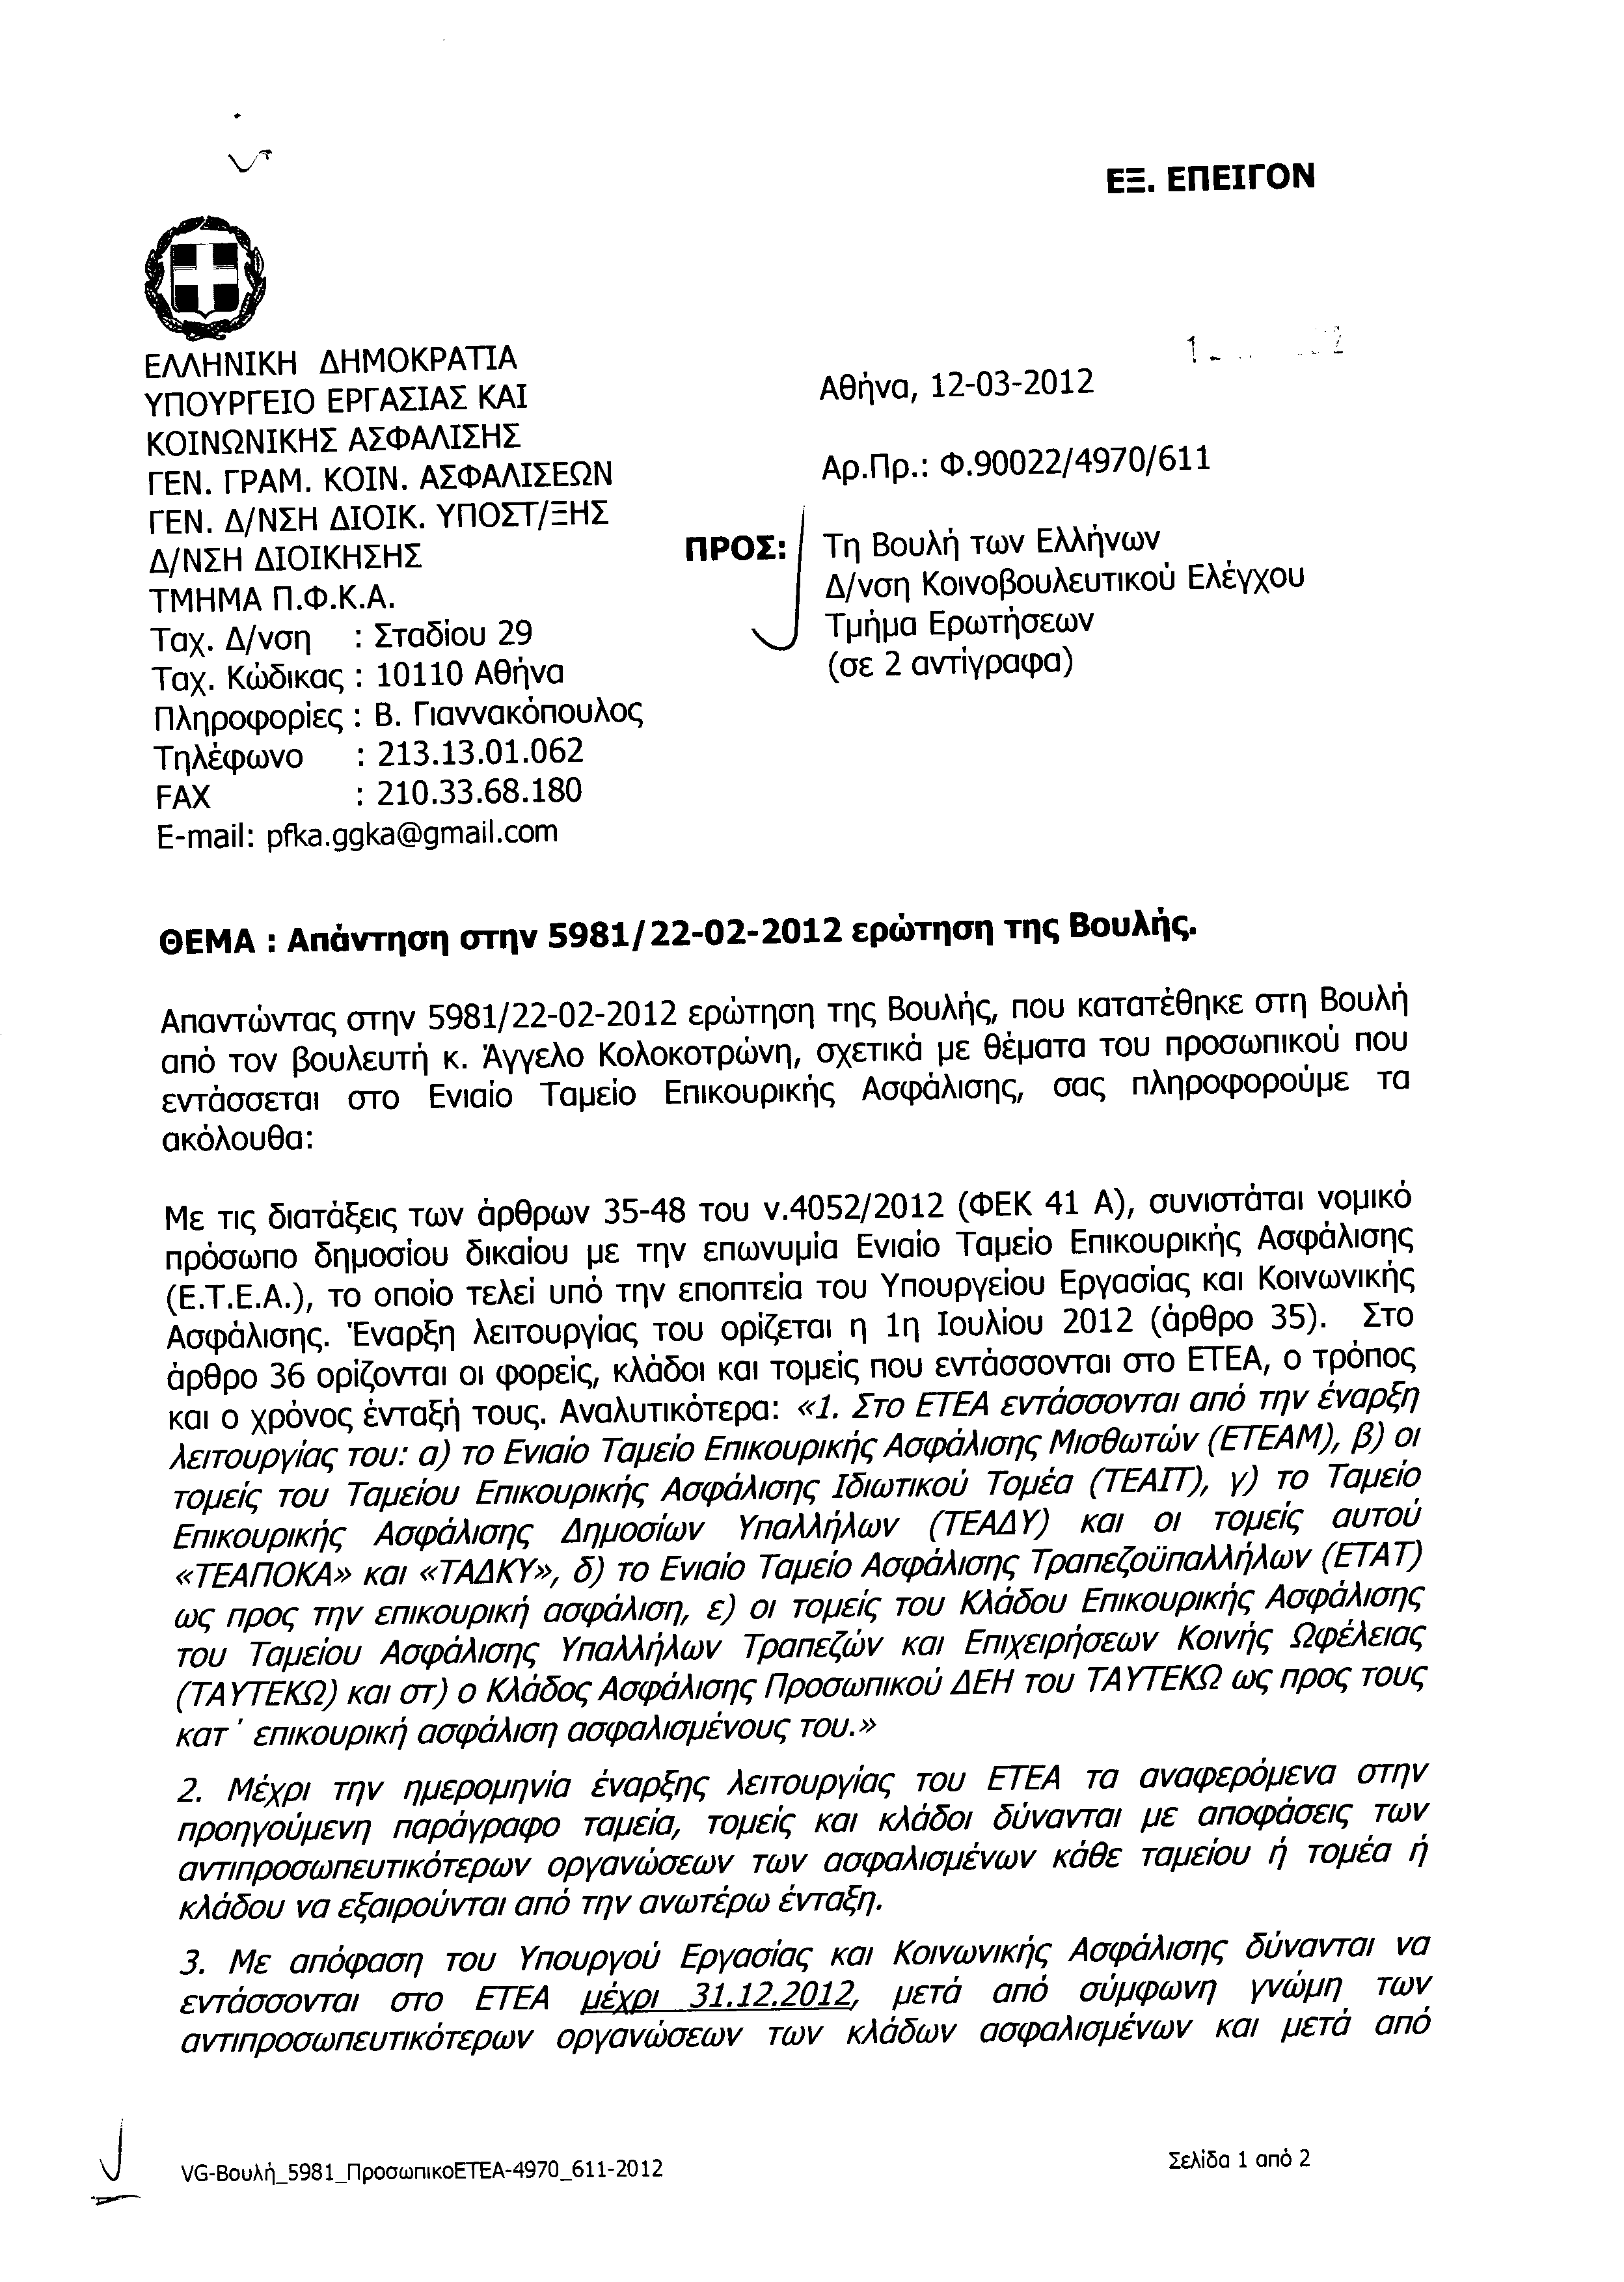 ΕΞ. ΕΠΕΙΓΟΝ
ΕΛΛΗΝΙΚΗ ΔΗΜΟΚΡΑΤΙΑ
ΥΠΟΥΡΓΕΙΟ ΕΡΓΑΣΙΑΣ ΚΑΙ
ΚΟΙΝΩΝΙΚΗΣ ΑΣΦΑΛΙΣΗΣ
ΓΕΝ. ΓΡΑΜ. ΚΟΙΝ. ΑΣΦΑΛΙΣΕΩΝ
ΓΕΝ. Δ/ΝΣΗ ΔΙΟΙΚ. ΥΠΟΣΤ/ΞΗΣ
Δ/ΝΣΗ ΔΙΟΙΚΗΣΗΣ
ΤΜΗΜΑ Π.Φ.Κ.Α.
Ταχ. Δ/νση : Σταδίου 29
Ταχ. Κώδικας : 10110 Αθήνα
Πληροφορίες : Β. Γιαννακόπουλος
Τηλέφωνο : 213.13.01.062
FAX : 210.33.68.180
E-mail: pfka.ggka@gmail.com
Αθήνα, 12-03-2012
Αρ.Πρ.: Φ.90022/4970/611
ΠΡΟΣ: Τη Βουλή των Ελλήνων
Δ/νση Κοινοβουλευτικού Ελέγχου
Τμήμα Ερωτήσεων
(σε 2 αντίγραφα)
ΘΕΜΑ : Απάντηση στην 5981/22-02-2012 ερώτηση της Βουλής.
Απαντώντας στην 5981/22-02-2012 ερώτηση της Βουλής, που κατατέθηκε στη Βουλή
από τον βουλευτή κ. Άγγελο Κολοκοτρώνη, σχετικά με θέματα του προσωπικού που
εντάσσεται στο Ενιαίο Ταμείο Επικουρικής Ασφάλισης, σας πληροφορούμε τα
ακόλουθα:
Με τις διατάξεις των άρθρων 35-48 του ν.4052/2012 (ΦΕΚ 41 Α), συνιστάται νομικό
πρόσωπο δημοσίου δικαίου με την επωνυμία Ενιαίο Ταμείο Επικουρικής Ασφάλισης
(Ε.Τ.Ε.Α.), το οποίο τελεί υπό την εποπτεία του Υπουργείου Εργασίας και Κοινωνικής
Ασφάλισης. Έναρξη λειτουργίας του ορίζεται η 1η Ιουλίου 2012 (άρθρο 35). Στο
άρθρο 36 ορίζονται οι φορείς, κλάδοι και τομείς που εντάσσονται στο ΕΤΕΑ, ο τρόπος
και ο χρόνος ένταξή τους. Αναλυτικότερα: «1. Στο ΕΤΕΑ εντάσσονται από την έναρξη
λειτουργίας του: α) το Ενιαίο Ταμείο Επικουρικής Ασφάλισης Μισθωτών (ΕΤΕΑΜ), β) οι
τομείς του Ταμείου Επικουρικής Ασφάλισης Ιδιωτικού Τομέα (ΤΕΑΙΤ), γ) το Ταμείο
Επικουρικής Ασφάλισης Δημοσίων Υπαλλήλων (ΤΕΑΔΥ) και οι τομείς αυτού
«ΤΕΑΠΟΚΑ» και «ΤΑΔΚΥ», δ) το Ενιαίο Ταμείο Ασφάλισης Τραπεζοϋπαλλήλων (ΕΤΑΤ)
ως προς την επικουρική ασφάλιση, ε) οι τομείς του Κλάδου Επικουρικής Ασφάλισης
του Ταμείου Ασφάλισης Υπαλλήλων Τραπεζών και Επιχειρήσεων Κοινής Ωφέλειας
(ΤΑΥΤΕΚΩ) και στ) ο Κλάδος Ασφάλισης Προσωπικού ΔΕΗ του ΤΑΥΤΕΚΩ ως προς τους
κατ΄ επικουρική ασφάλιση ασφαλισμένους του.»
2. Μέχρι την ημερομηνία έναρξης λειτουργίας του ΕΤΕΑ τα αναφερόμενα στην
προηγούμενη παράγραφο ταμεία, τομείς και κλάδοι δύνανται με αποφάσεις των
αντιπροσωπευτικότερων οργανώσεων των ασφαλισμένων κάθε ταμείου ή τομέα ή
κλάδου να εξαιρούνται από την ανωτέρω ένταξη.
3. Με απόφαση του Υπουργού Εργασίας και Κοινωνικής Ασφάλισης δύνανται να
εντάσσονται στο ΕΤΕΑ μέχρι 31.12.2012, μετά από σύμφωνη γνώμη των
αντιπροσωπευτικότερων οργανώσεων των κλάδων ασφαλισμένων και μετά από
VG-Βουλή_5981_ΠροσωπικοΕΤΕΑ-4970_611-2012
Σελίδα 1 από 2